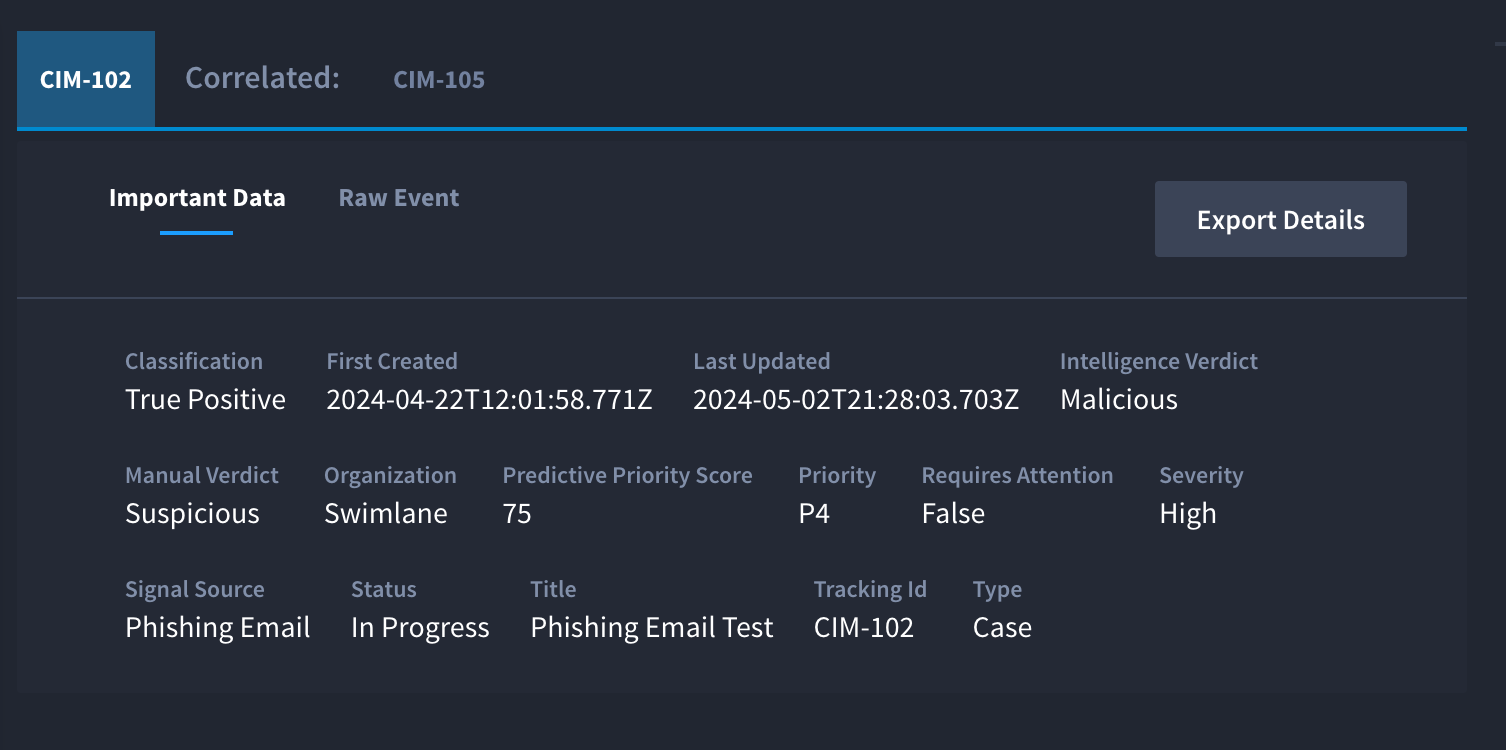 CIM-102 Correlated: CIM-105
Important Data Raw Event
Export Details
Classification First Created Last Updated Intelligence Verdict
True Positive 2024-04-22T12:01:58.771Z 2024-05-02T21:28:03.703Z Malicious
Manual Verdict Organization Predictive Priority Score Priority Requires Attention Severity
Suspicious Swimlane 75 P4 False High
Signal Source Status Title Tracking Id Type
Phishing Email In Progress Phishing Email Test CIM-102 Case